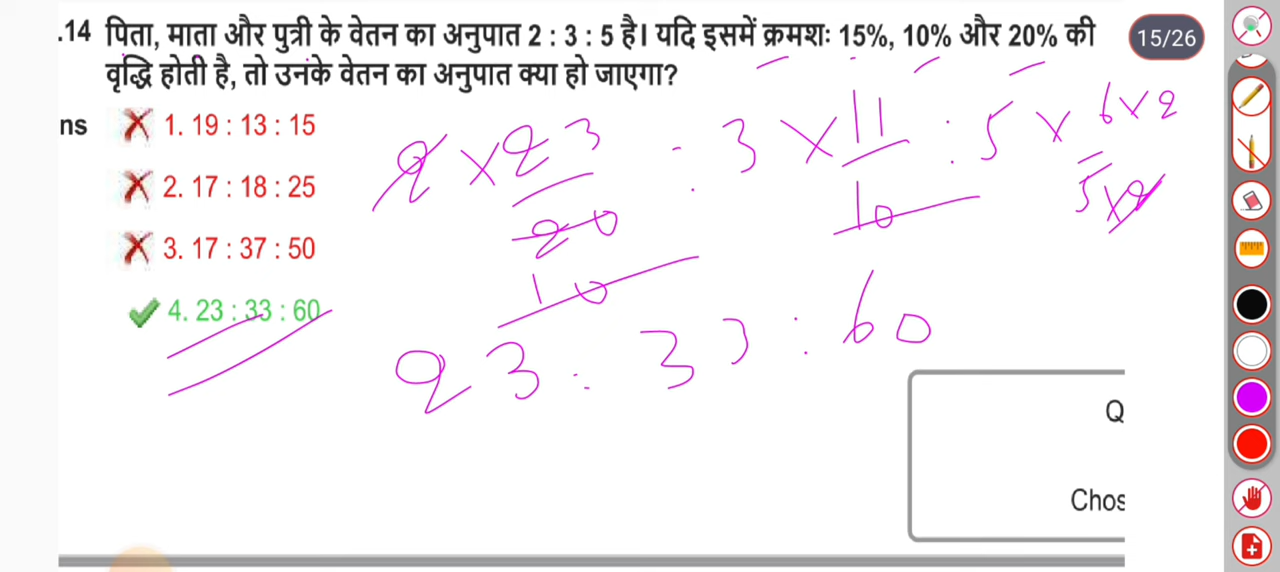 .14 पिता, माता और पुत्री के वेतन का अनुपात 2 : 3 : 5 है। यदि इसमें क्रमशः 15%, 10% और 20% की
वृद्धि होती है, तो उनके वेतन का अनुपात क्या हो जाएगा?
15/26
ns 1. 19 : 13 : 15
2. 17 : 18 : 25
3. 17 : 37 : 50
4. 23 : 33 : 60
2 × 23 : 3 × 11 : 5 × 6×2
20 10 5×2
10
23 : 33 : 60
Q
Chos